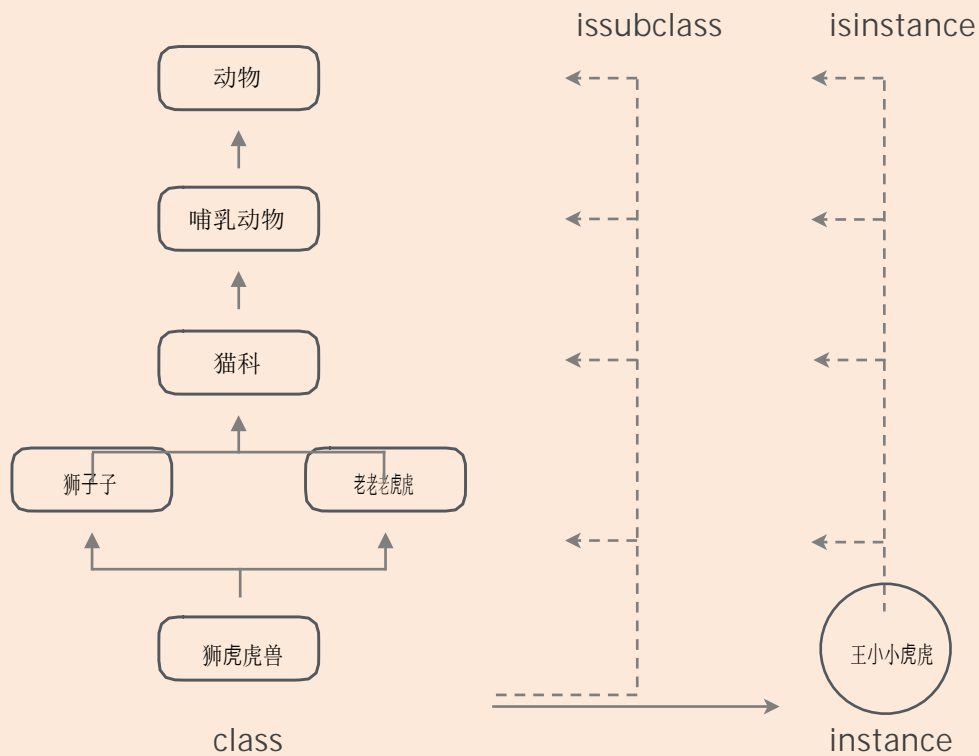 issubclass isinstance
动物
哺乳动物
猫科
狮子子 老老老虎虎
狮虎虎兽 王小小虎虎
class instance